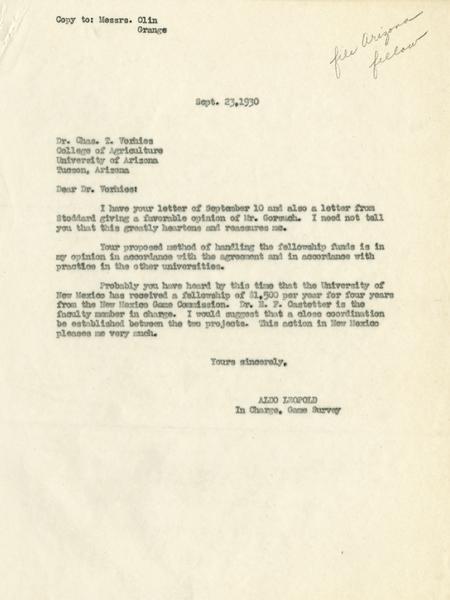 Copy to: Messrs. Olin
Grange
file Arizona
fellow
Sept. 23, 1930
Dr. Chas. T. Vorhies
College of Agriculture
University of Arizona
Tucson, Arizona
Dear Dr. Vorhies:
I have your letter of September 10 and also a letter from
Stoddard giving a favorable opinion of Mr. Gorsuch. I need not tell
you that this greatly heartens and reassures me.
Your proposed method of handling the fellowship funds is in
my opinion in accordance with the agreement and in accordance with
practice in the other universities.
Probably you have heard by this time that the University of
New Mexico has received a fellowship of $1,500 per year for four years
from the New Mexico Game Commission. Dr. E. F. Castetter is the
faculty member in charge. I would suggest that a close coordination
be established between the two projects. This action in New Mexico
pleases me very much.
Yours sincerely,
ALDO LEOPOLD
In Charge, Game Survey